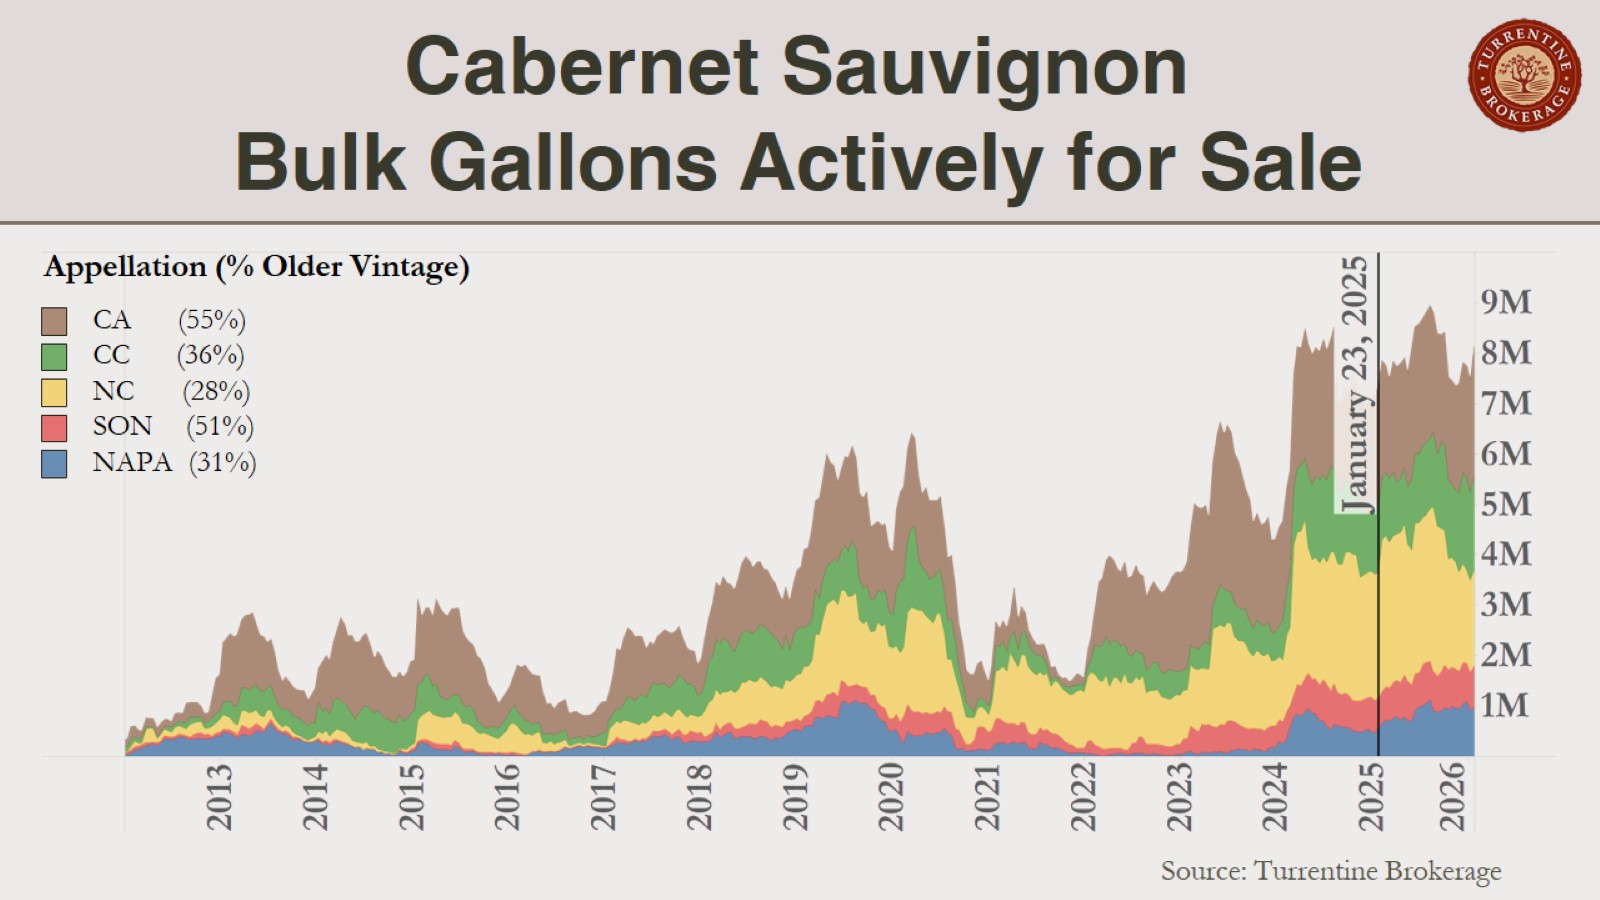 Cabernet Sauvignon
Bulk Gallons Actively for Sale
TURRENTINE
BROKERAGE
Appellation (% Older Vintage)
CA (55%)
CC (36%)
NC (28%)
SON (51%)
NAPA (31%)
January 23, 2025
9M
8M
7M
6M
5M
4M
3M
2M
1M
2013 2014 2015 2016 2017 2018 2019 2020 2021 2022 2023 2024 2025 2026
Source: Turrentine Brokerage